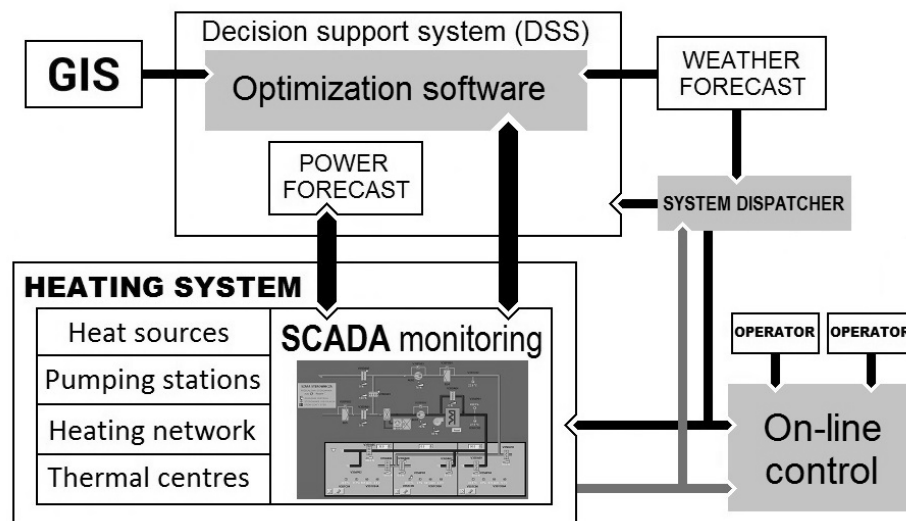 Decision support system (DSS)
GIS
Optimization software
WEATHER
FORECAST
POWER
FORECAST
SYSTEM DISPATCHER
HEATING SYSTEM
Heat sources
Pumping stations
Heating network
Thermal centres
SCADA monitoring
OPERATOR
OPERATOR
On-line
control